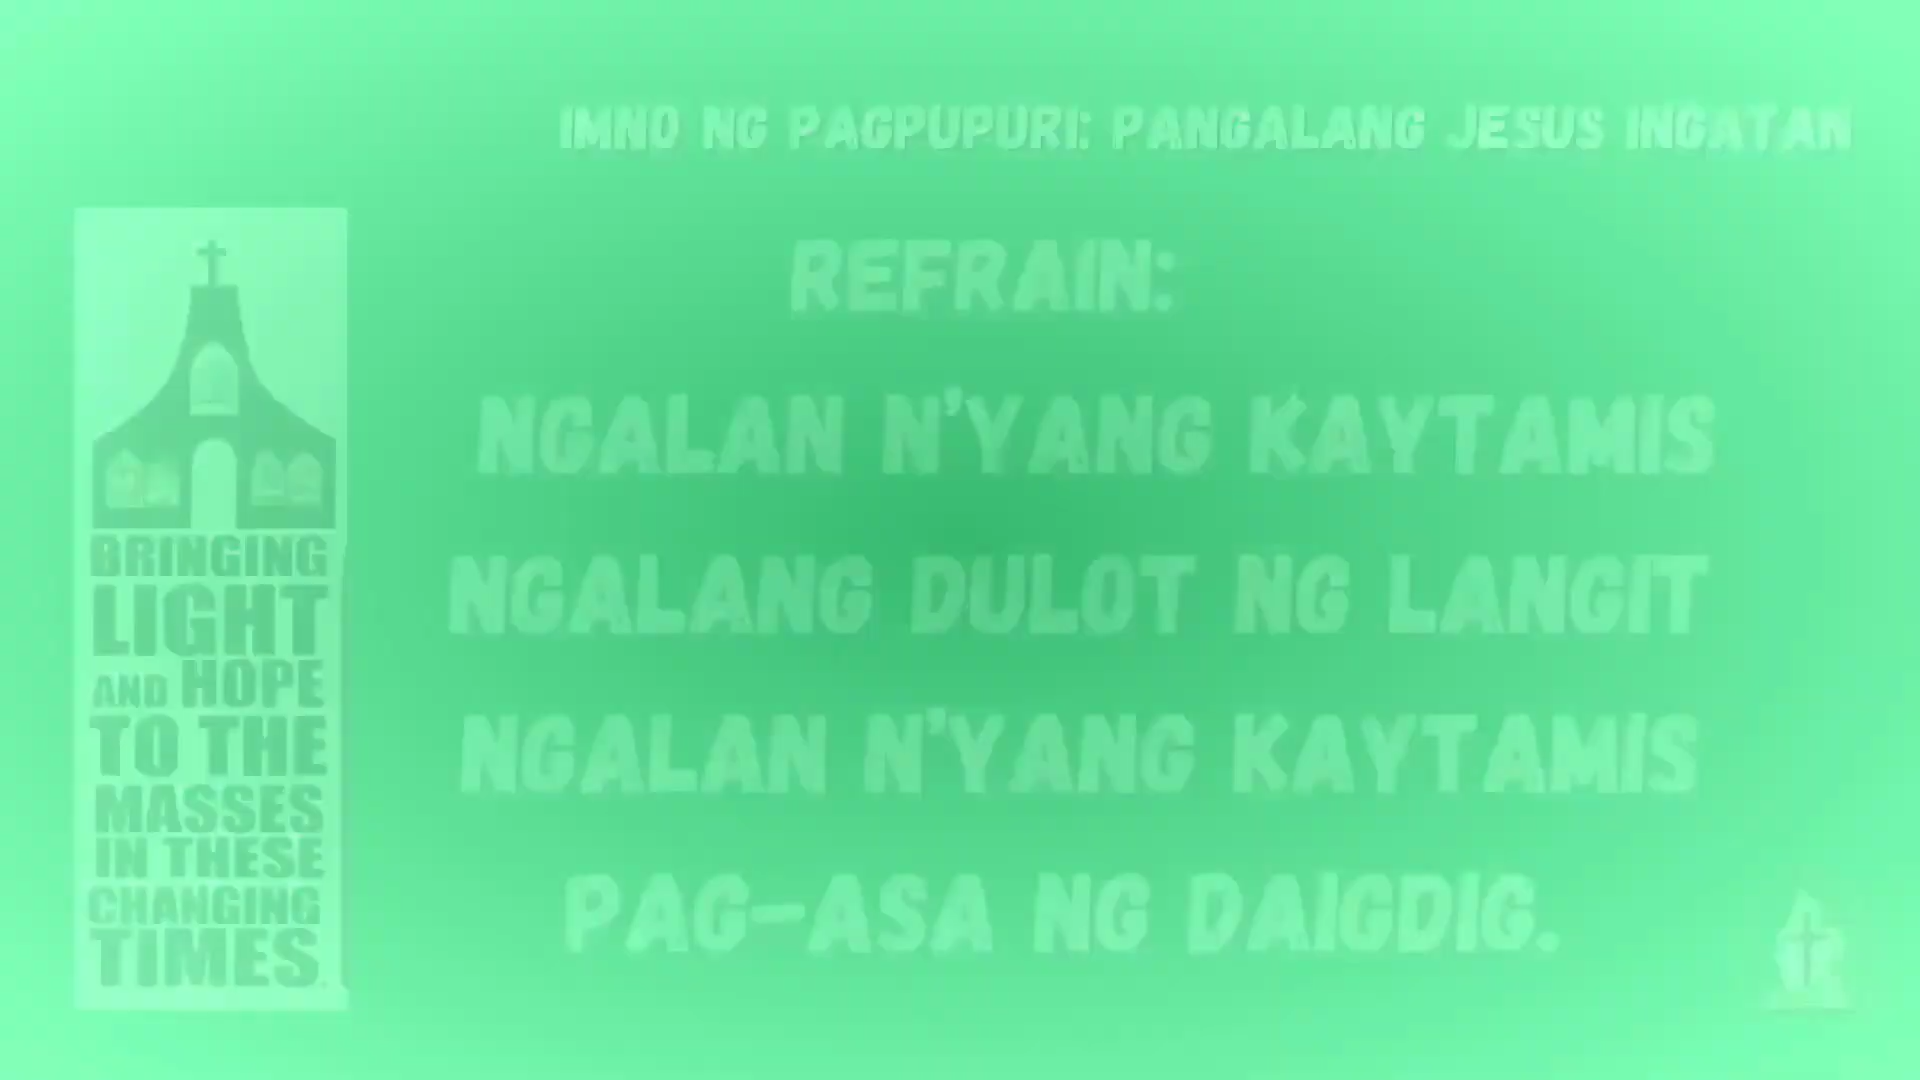 IMNO NG PAGPUPURI: PANGALANG JESUS INGATAN
REFRAIN:
NGALAN N'YANG KAYTAMIS
NGALANG DULOT NG LANGIT
NGALAN N'YANG KAYTAMIS
PAG-ASA NG DAIGDIG.
BRINGING
LIGHT
AND HOPE
TO THE
MASSES
IN THESE
CHANGING
TIMES.